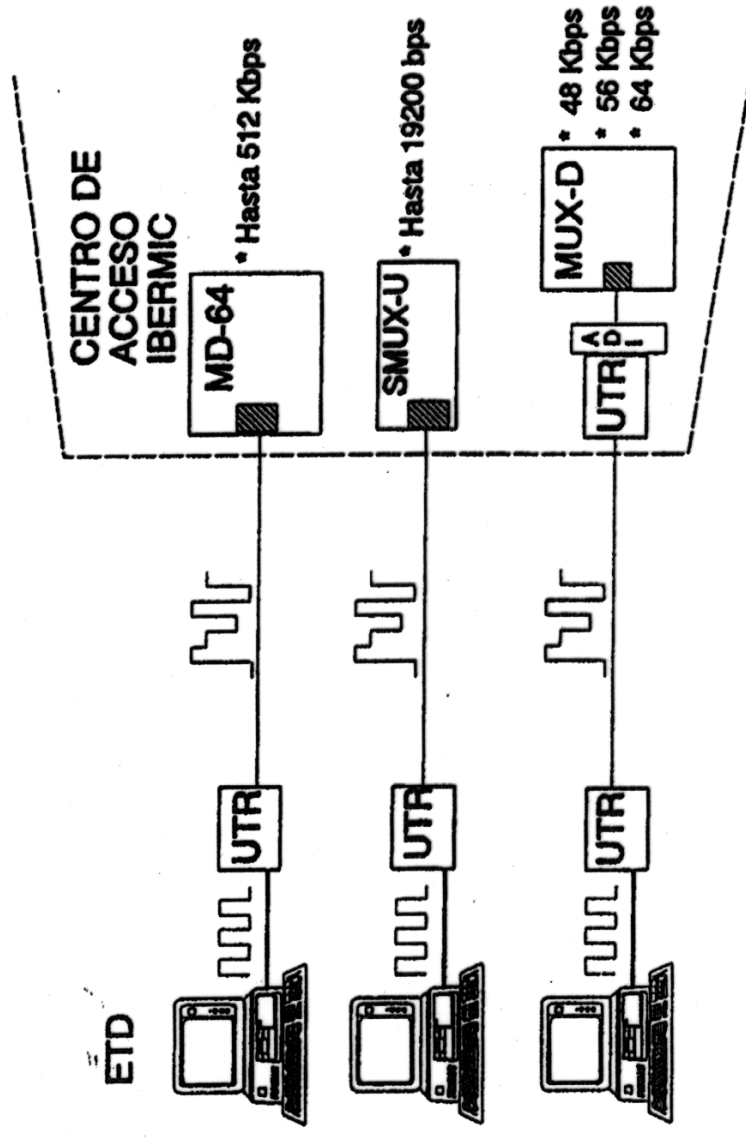 ETD
CENTRO DE
ACCESO
IBERMIC
UTR
MD-64
* Hasta 512 Kbps
UTR
SMUX-U
* Hasta 19200 bps
UTR
UTR
A
D
I
MUX-D
* 48 Kbps
* 56 Kbps
* 64 Kbps